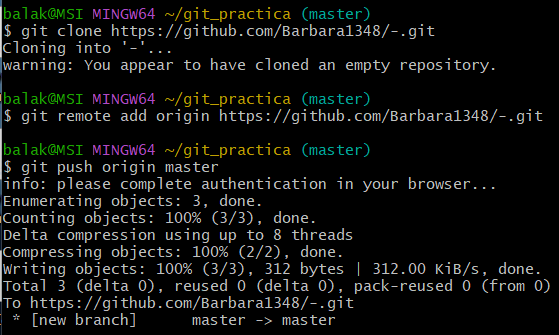 balak@MSI MINGW64 ~/git_practica (master)
$ git clone https://github.com/Barbara1348/-.git
Cloning into '-'...
warning: You appear to have cloned an empty repository.
balak@MSI MINGW64 ~/git_practica (master)
$ git remote add origin https://github.com/Barbara1348/-.git
balak@MSI MINGW64 ~/git_practica (master)
$ git push origin master
info: please complete authentication in your browser...
Enumerating objects: 3, done.
Counting objects: 100% (3/3), done.
Delta compression using up to 8 threads
Compressing objects: 100% (2/2), done.
Writing objects: 100% (3/3), 312 bytes | 312.00 KiB/s, done.
Total 3 (delta 0), reused 0 (delta 0), pack-reused 0 (from 0)
To https://github.com/Barbara1348/-.git
 * [new branch]      master -> master